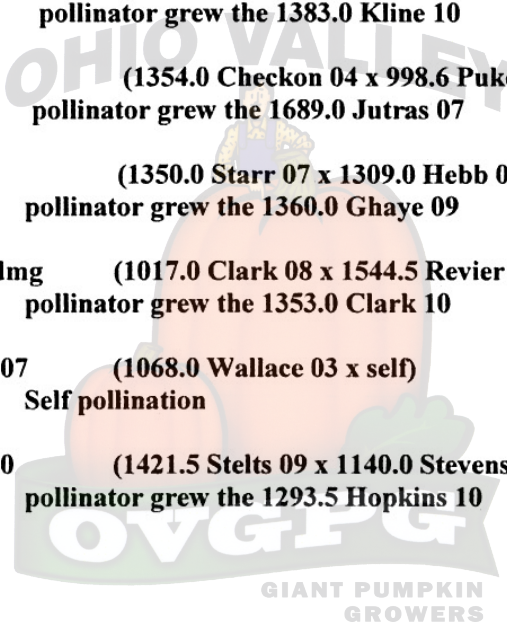 pollinator grew the 1383.0 Kline 10
OHIO VALLEY
(1354.0 Checkon 04 x 998.6 Puk
pollinator grew the 1689.0 Jutras 07
(1350.0 Starr 07 x 1309.0 Hebb 0
pollinator grew the 1360.0 Ghaye 09
dmg (1017.0 Clark 08 x 1544.5 Revier
pollinator grew the 1353.0 Clark 10
07 (1068.0 Wallace 03 x self)
Self pollination
0 (1421.5 Stelts 09 x 1140.0 Stevens
pollinator grew the 1293.5 Hopkins 10
OVGPG
GIANT PUMPKIN
GROWERS